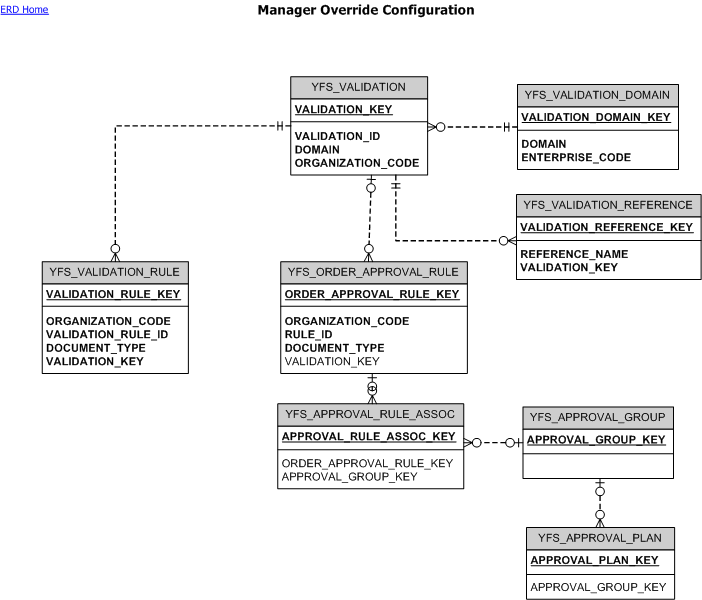 ERD Home
Manager Override Configuration
YFS_VALIDATION
VALIDATION_KEY
VALIDATION_ID
DOMAIN
ORGANIZATION_CODE
YFS_VALIDATION_DOMAIN
VALIDATION_DOMAIN_KEY
DOMAIN
ENTERPRISE_CODE
YFS_VALIDATION_REFERENCE
VALIDATION_REFERENCE_KEY
REFERENCE_NAME
VALIDATION_KEY
YFS_VALIDATION_RULE
VALIDATION_RULE_KEY
ORGANIZATION_CODE
VALIDATION_RULE_ID
DOCUMENT_TYPE
VALIDATION_KEY
YFS_ORDER_APPROVAL_RULE
ORDER_APPROVAL_RULE_KEY
ORGANIZATION_CODE
RULE_ID
DOCUMENT_TYPE
VALIDATION_KEY
YFS_APPROVAL_RULE_ASSOC
APPROVAL_RULE_ASSOC_KEY
ORDER_APPROVAL_RULE_KEY
APPROVAL_GROUP_KEY
YFS_APPROVAL_GROUP
APPROVAL_GROUP_KEY
YFS_APPROVAL_PLAN
APPROVAL_PLAN_KEY
APPROVAL_GROUP_KEY